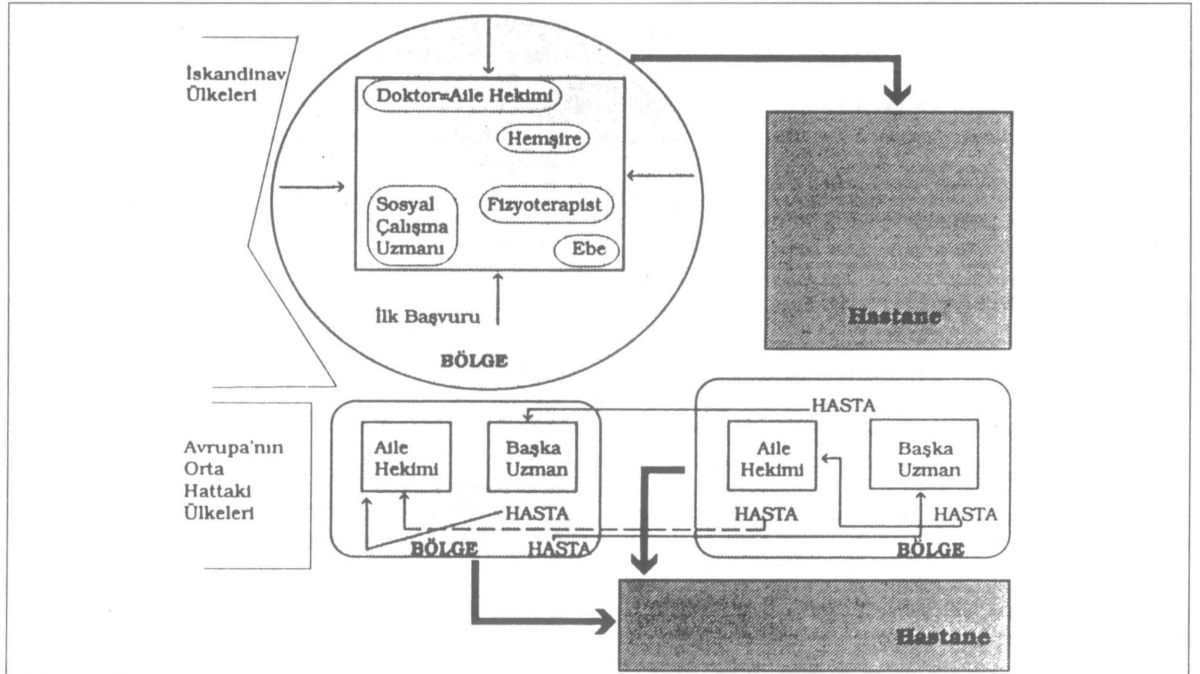 İskandinav
Ülkeleri
Doktor=Aile Hekimi
Hemşire
Sosyal
Çalışma
Uzmanı
Fizyoterapist
Ebe
İlk Başvuru
BÖLGE
Hastane
Avrupa'nın
Orta
Hattaki
Ülkeleri
Aile
Hekimi
Başka
Uzman
HASTA
BÖLGE
HASTA
HASTA
Aile
Hekimi
Başka
Uzman
HASTA
HASTA
BÖLGE
Hastane